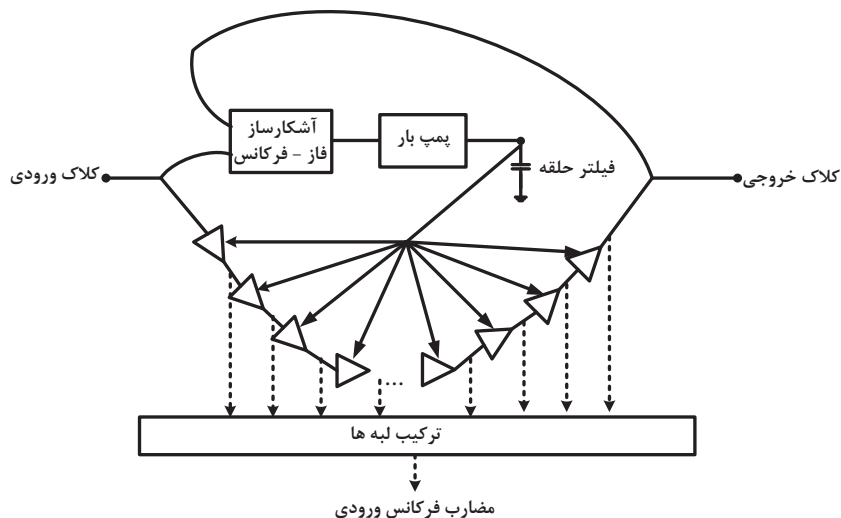 آشکارساز
فاز - فرکانس
پمپ بار
فیلتر حلقه
کلاک ورودی
کلاک خروجی
...
ترکیب لبه ها
مضارب فرکانس ورودی